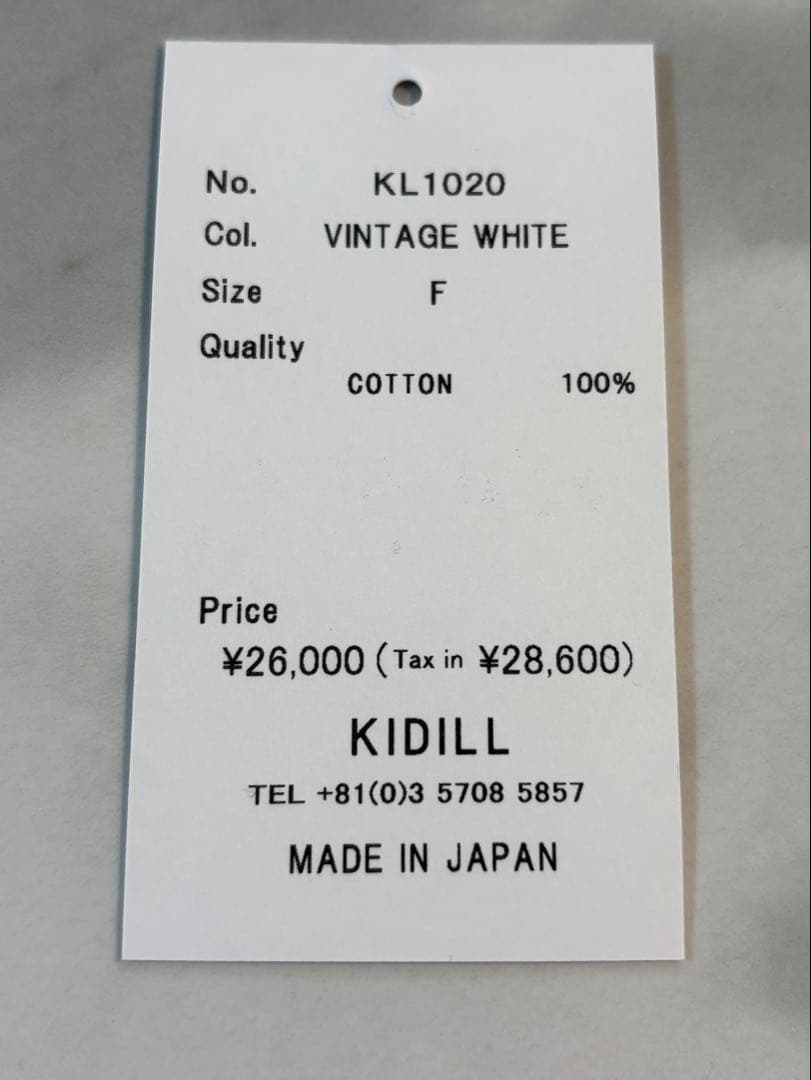 No. KL1020
Col. VINTAGE WHITE
Size F
Quality
COTTON 100%
Price
¥26,000 (Tax in ¥28,600)
KIDILL
TEL +81(0)3 5708 5857
MADE IN JAPAN